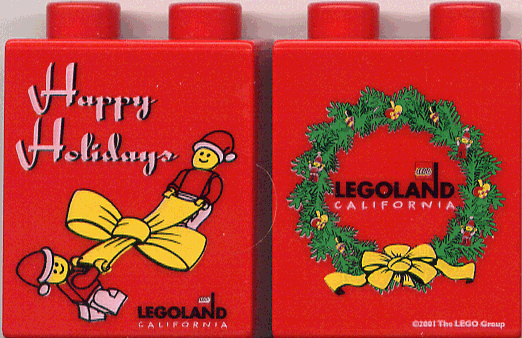 Happy
Holidays
LEGO
LEGOLAND
CALIFORNIA
LEGO
LEGOLAND
CALIFORNIA
©2001 The LEGO Group